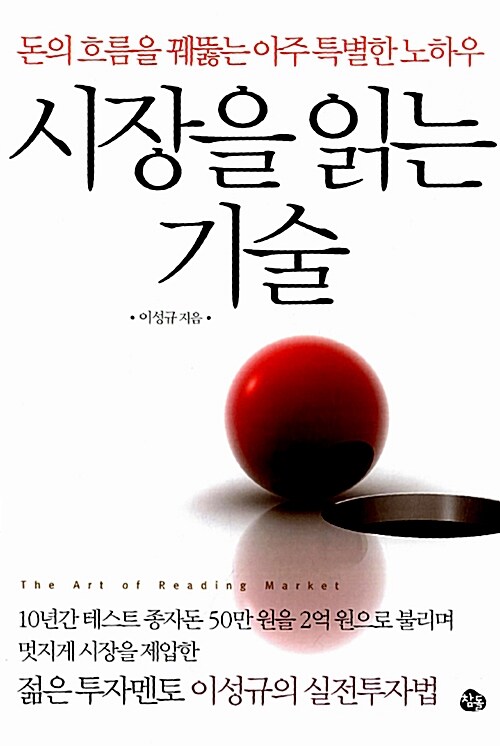 돈의 흐름을 꿰뚫는 아주 특별한 노하우
시장을 읽는
기술
• 이성규 지음 •
The Art of Reading Market
10년간 테스트 종자돈 50만 원을 2억 원으로 불리며
멋지게 시장을 제압한
젊은 투자멘토 이성규의 실전투자법
참돌